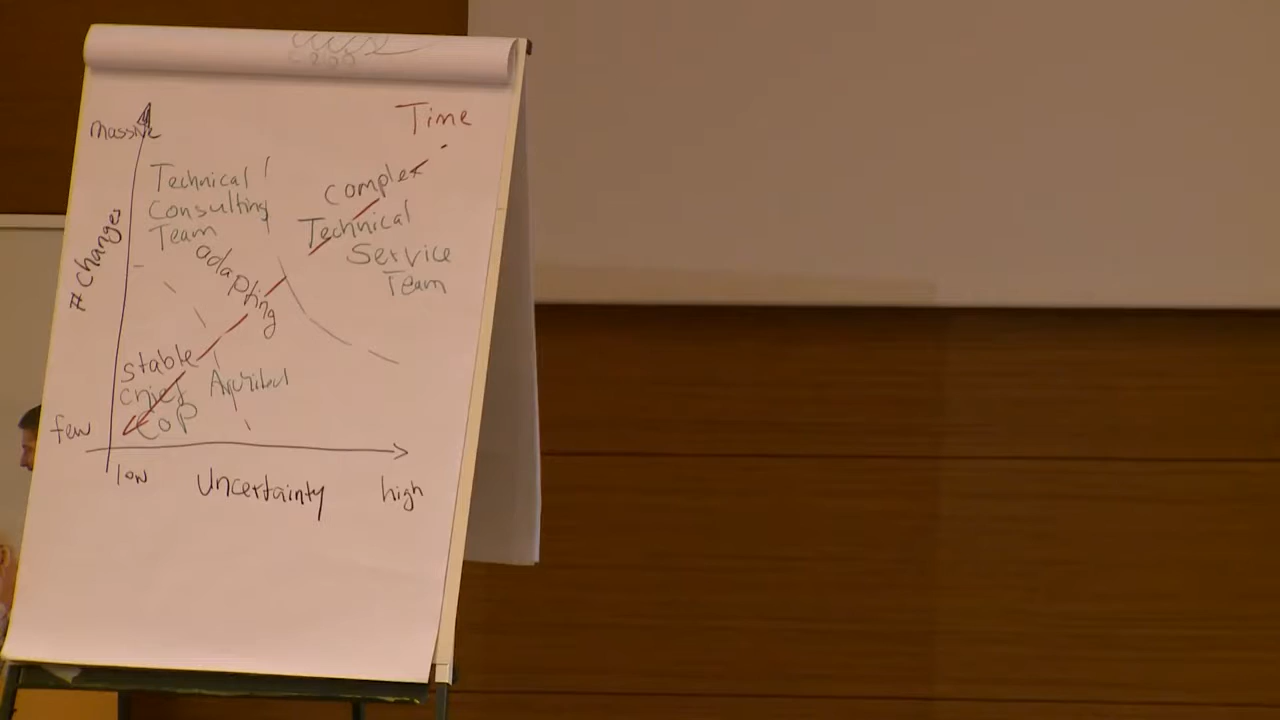 Time
massive
# Changes
few
Technical
Consulting
Team
adapting
complex
Technical
Service
Team
stable
chief
CoP
low
Uncertainty
high